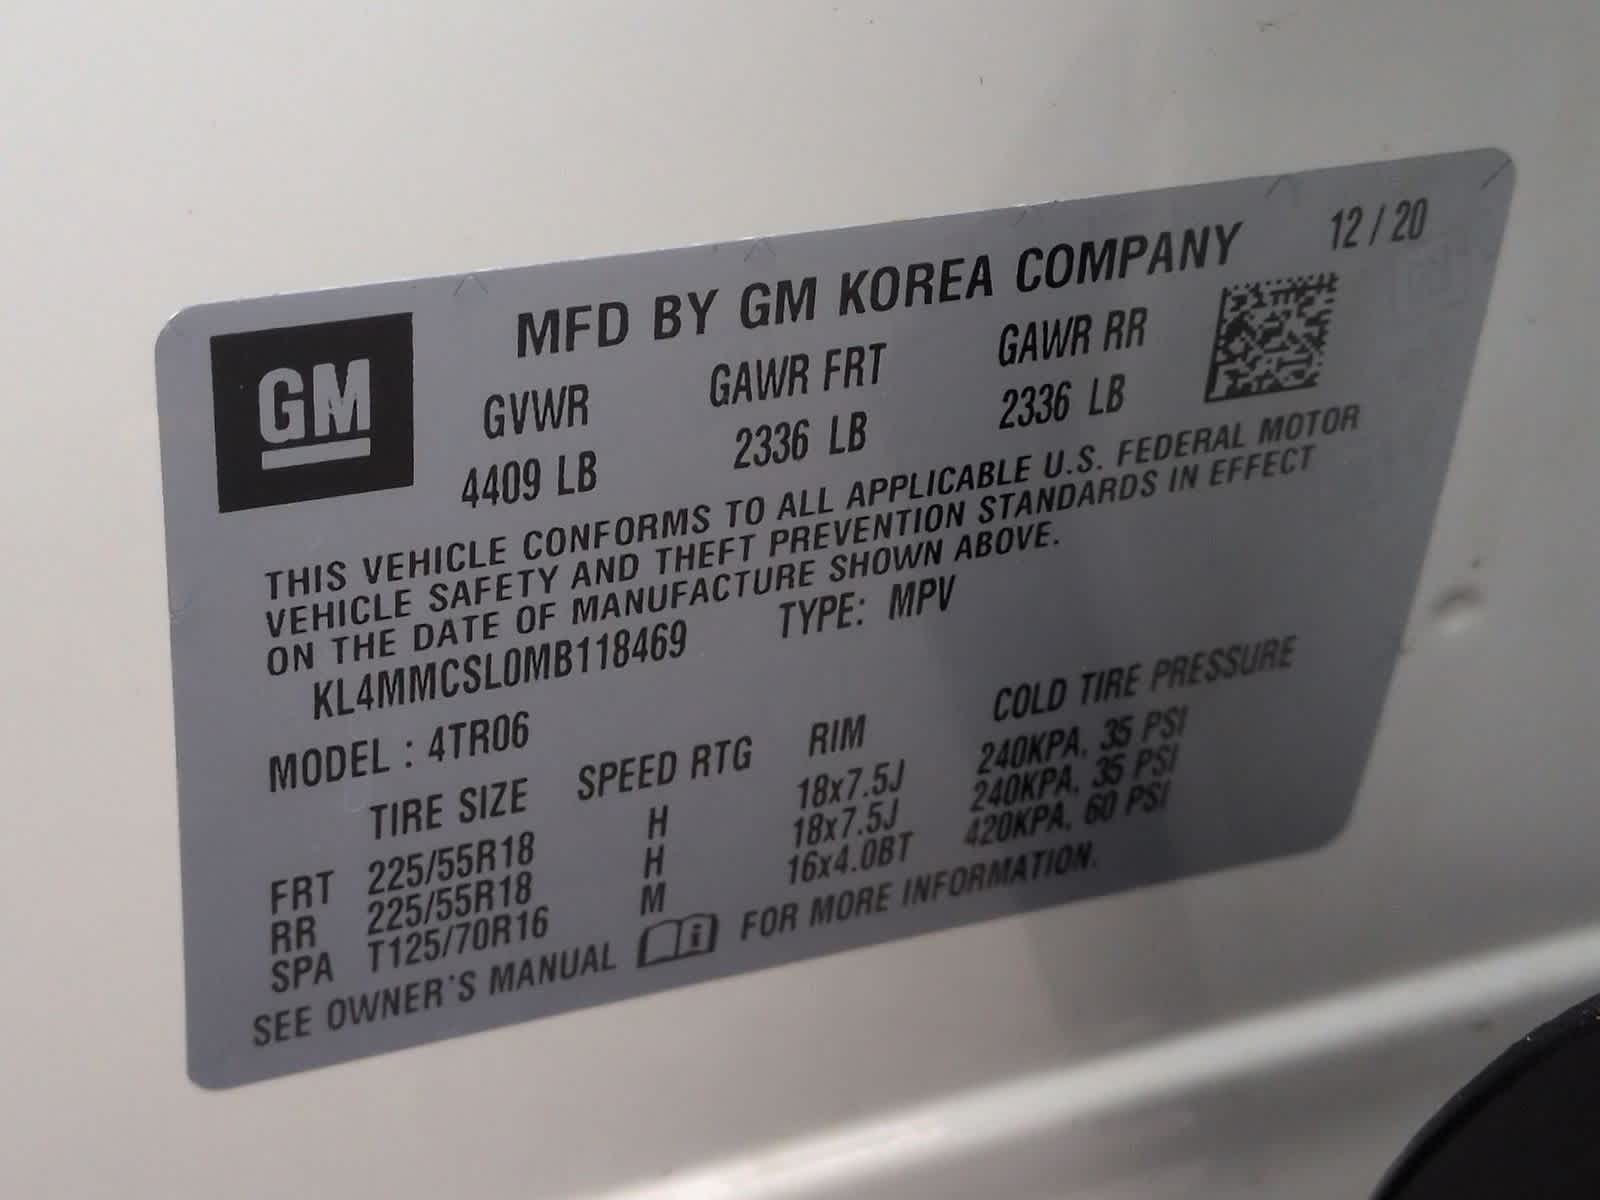 MFD BY GM KOREA COMPANY 12 / 20
GM
GVWR GAWR FRT GAWR RR
4409 LB 2336 LB 2336 LB
THIS VEHICLE CONFORMS TO ALL APPLICABLE U.S. FEDERAL MOTOR
VEHICLE SAFETY AND THEFT PREVENTION STANDARDS IN EFFECT
ON THE DATE OF MANUFACTURE SHOWN ABOVE.
KL4MMCSL0MB118469 TYPE: MPV
MODEL : 4TR06
TIRE SIZE SPEED RTG RIM COLD TIRE PRESSURE
FRT 225/55R18 H 18x7.5J 240KPA, 35 PSI
RR 225/55R18 H 18x7.5J 240KPA, 35 PSI
SPA T125/70R16 M 16x4.0BT 420KPA, 60 PSI
SEE OWNER'S MANUAL i FOR MORE INFORMATION.